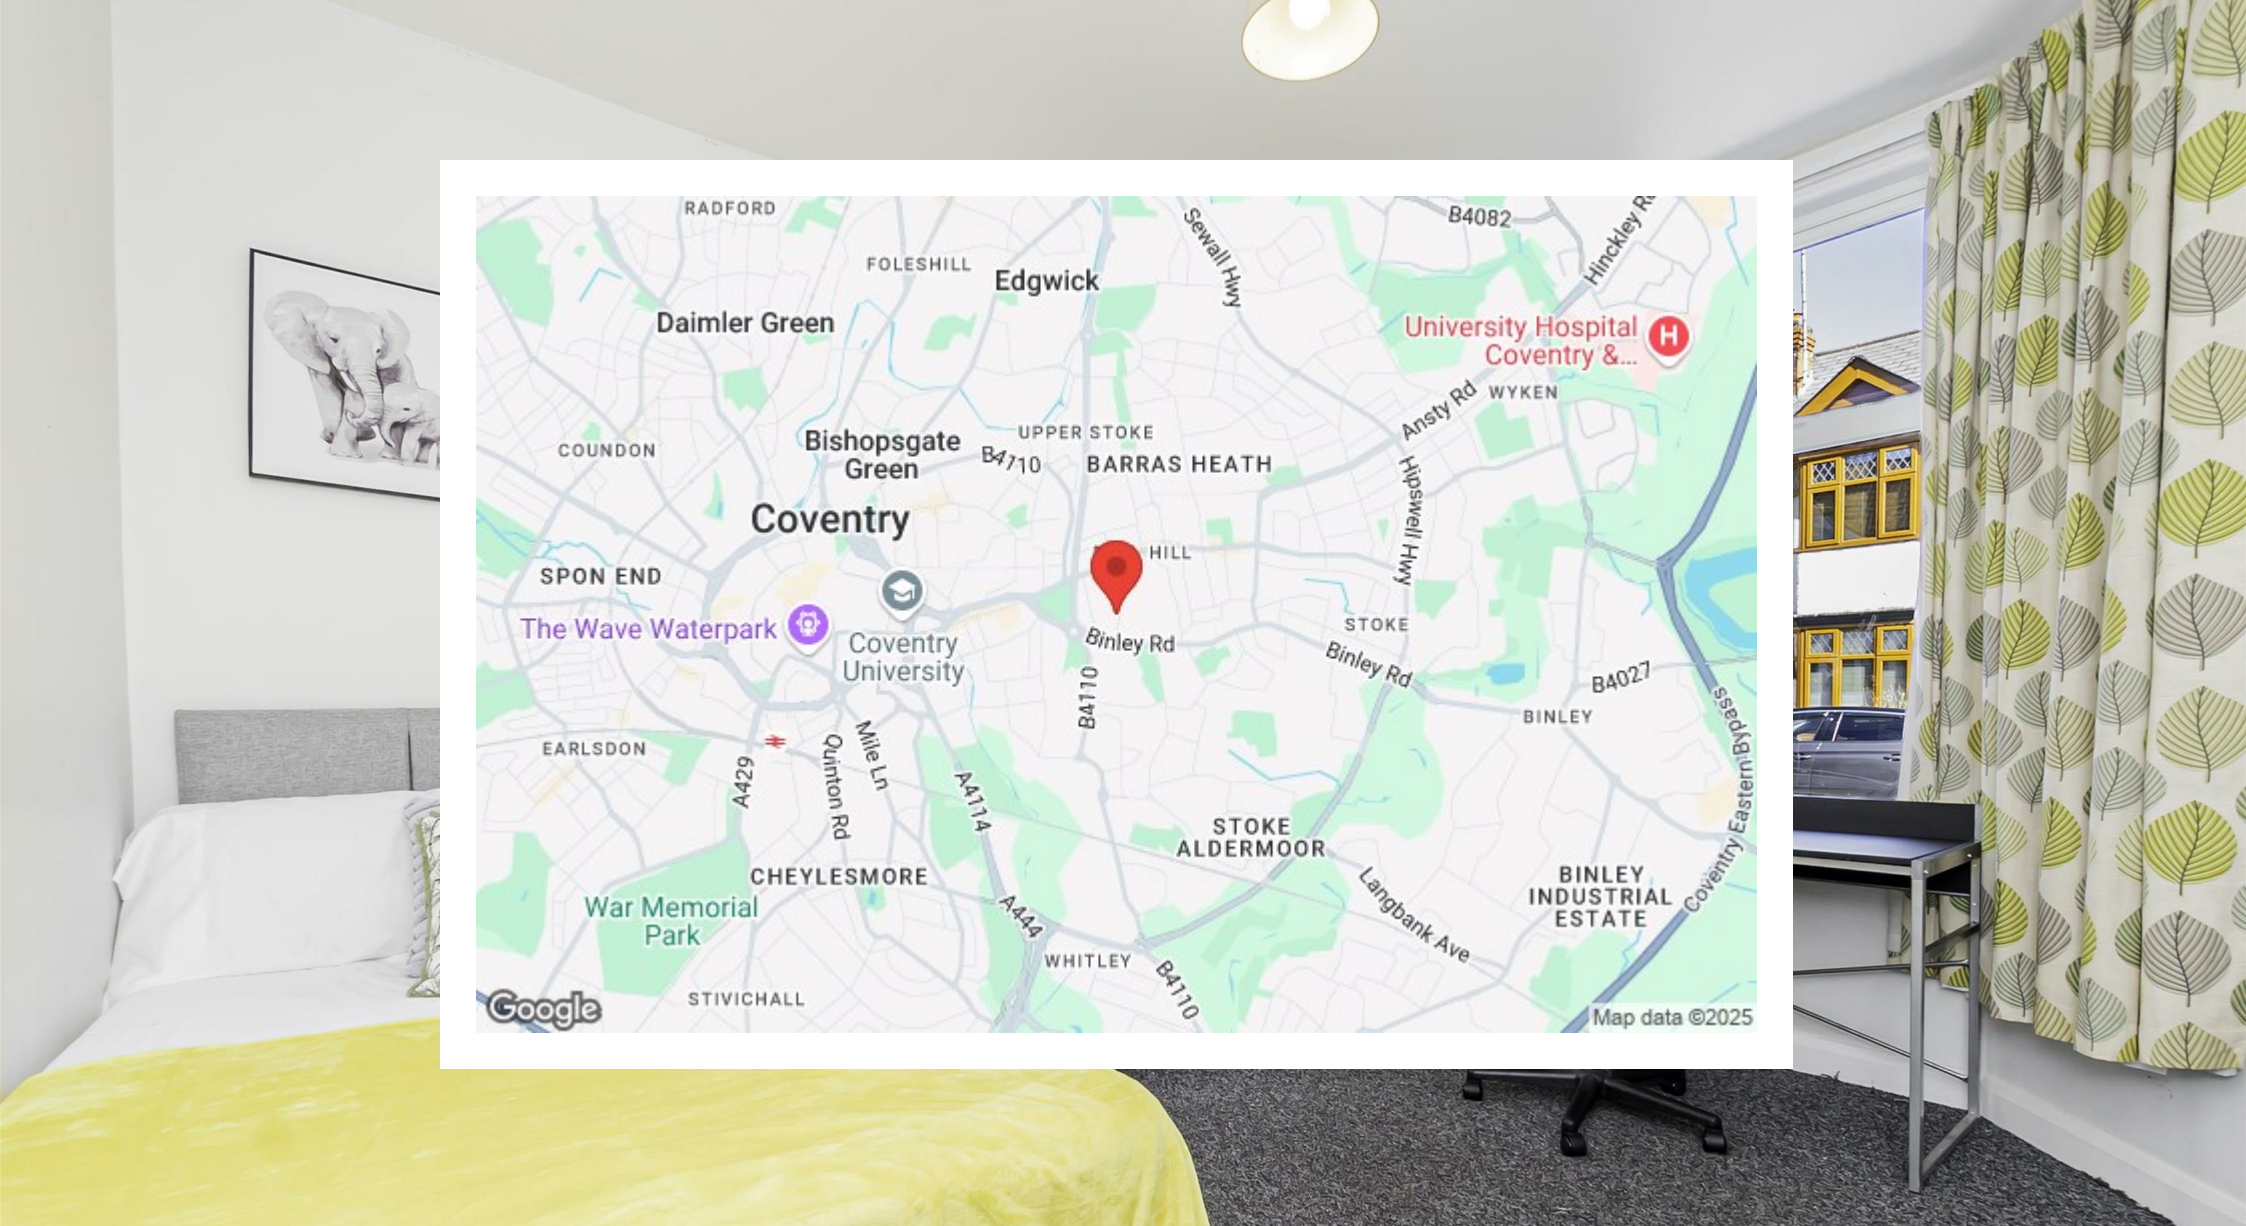 RADFORD
B4082
Sewall Hwy
Hinckley R
FOLESHILL
Edgwick
Daimler Green
University Hospital
Coventry &...
H
Ansty Rd
WYKEN
UPPER STOKE
Bishopsgate
Green
COUNDON
B4710
BARRAS HEATH
Hipswell Hwy
Coventry
HILL
SPON END
The Wave Waterpark
Coventry
University
Binley Rd
STOKE
Binley Rd
B4027
B4110
BINLEY
Coventry Eastern Bypass
EARLSDON
A429
Quinton Rd
Mile Ln
A4114
STOKE
ALDERMOOR
CHEYLESMORE
BINLEY
INDUSTRIAL
ESTATE
War Memorial
Park
A444
Langbank Ave
WHITLEY
B4110
STIVICHALL
Google
Map data ©2025